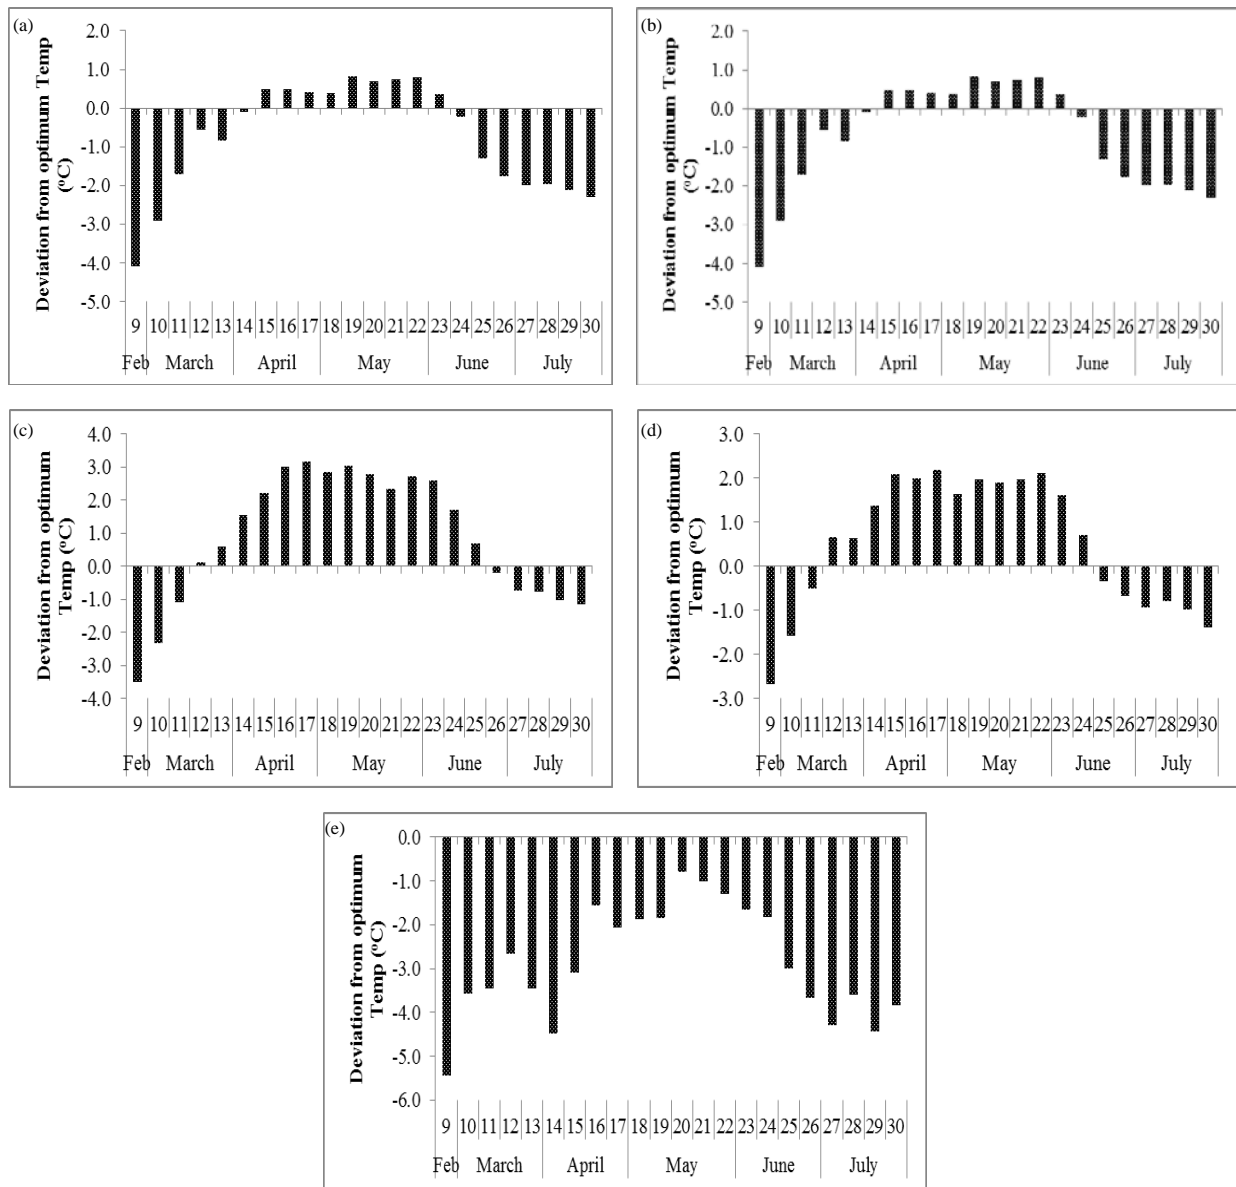 (a)
Deviation from optimum Temp
(°C)
2.0
1.0
0.0
-1.0
-2.0
-3.0
-4.0
-5.0
9 10 11 12 13 14 15 16 17 18 19 20 21 22 23 24 25 26 27 28 29 30
Feb March April May June July
(b)
Deviation from optimum Temp
(°C)
2.0
1.0
0.0
-1.0
-2.0
-3.0
-4.0
-5.0
9 10 11 12 13 14 15 16 17 18 19 20 21 22 23 24 25 26 27 28 29 30
Feb March April May June July
(c)
Deviation from optimum
Temp (°C)
4.0
3.0
2.0
1.0
0.0
-1.0
-2.0
-3.0
-4.0
9 10 11 12 13 14 15 16 17 18 19 20 21 22 23 24 25 26 27 28 29 30
Feb March April May June July
(d)
Deviation from optimum
Temp (°C)
3.0
2.0
1.0
0.0
-1.0
-2.0
-3.0
9 10 11 12 13 14 15 16 17 18 19 20 21 22 23 24 25 26 27 28 29 30
Feb March April May June July
(e)
Deviation from optimum
Temp (°C)
0.0
-1.0
-2.0
-3.0
-4.0
-5.0
-6.0
9 10 11 12 13 14 15 16 17 18 19 20 21 22 23 24 25 26 27 28 29 30
Feb March April May June July